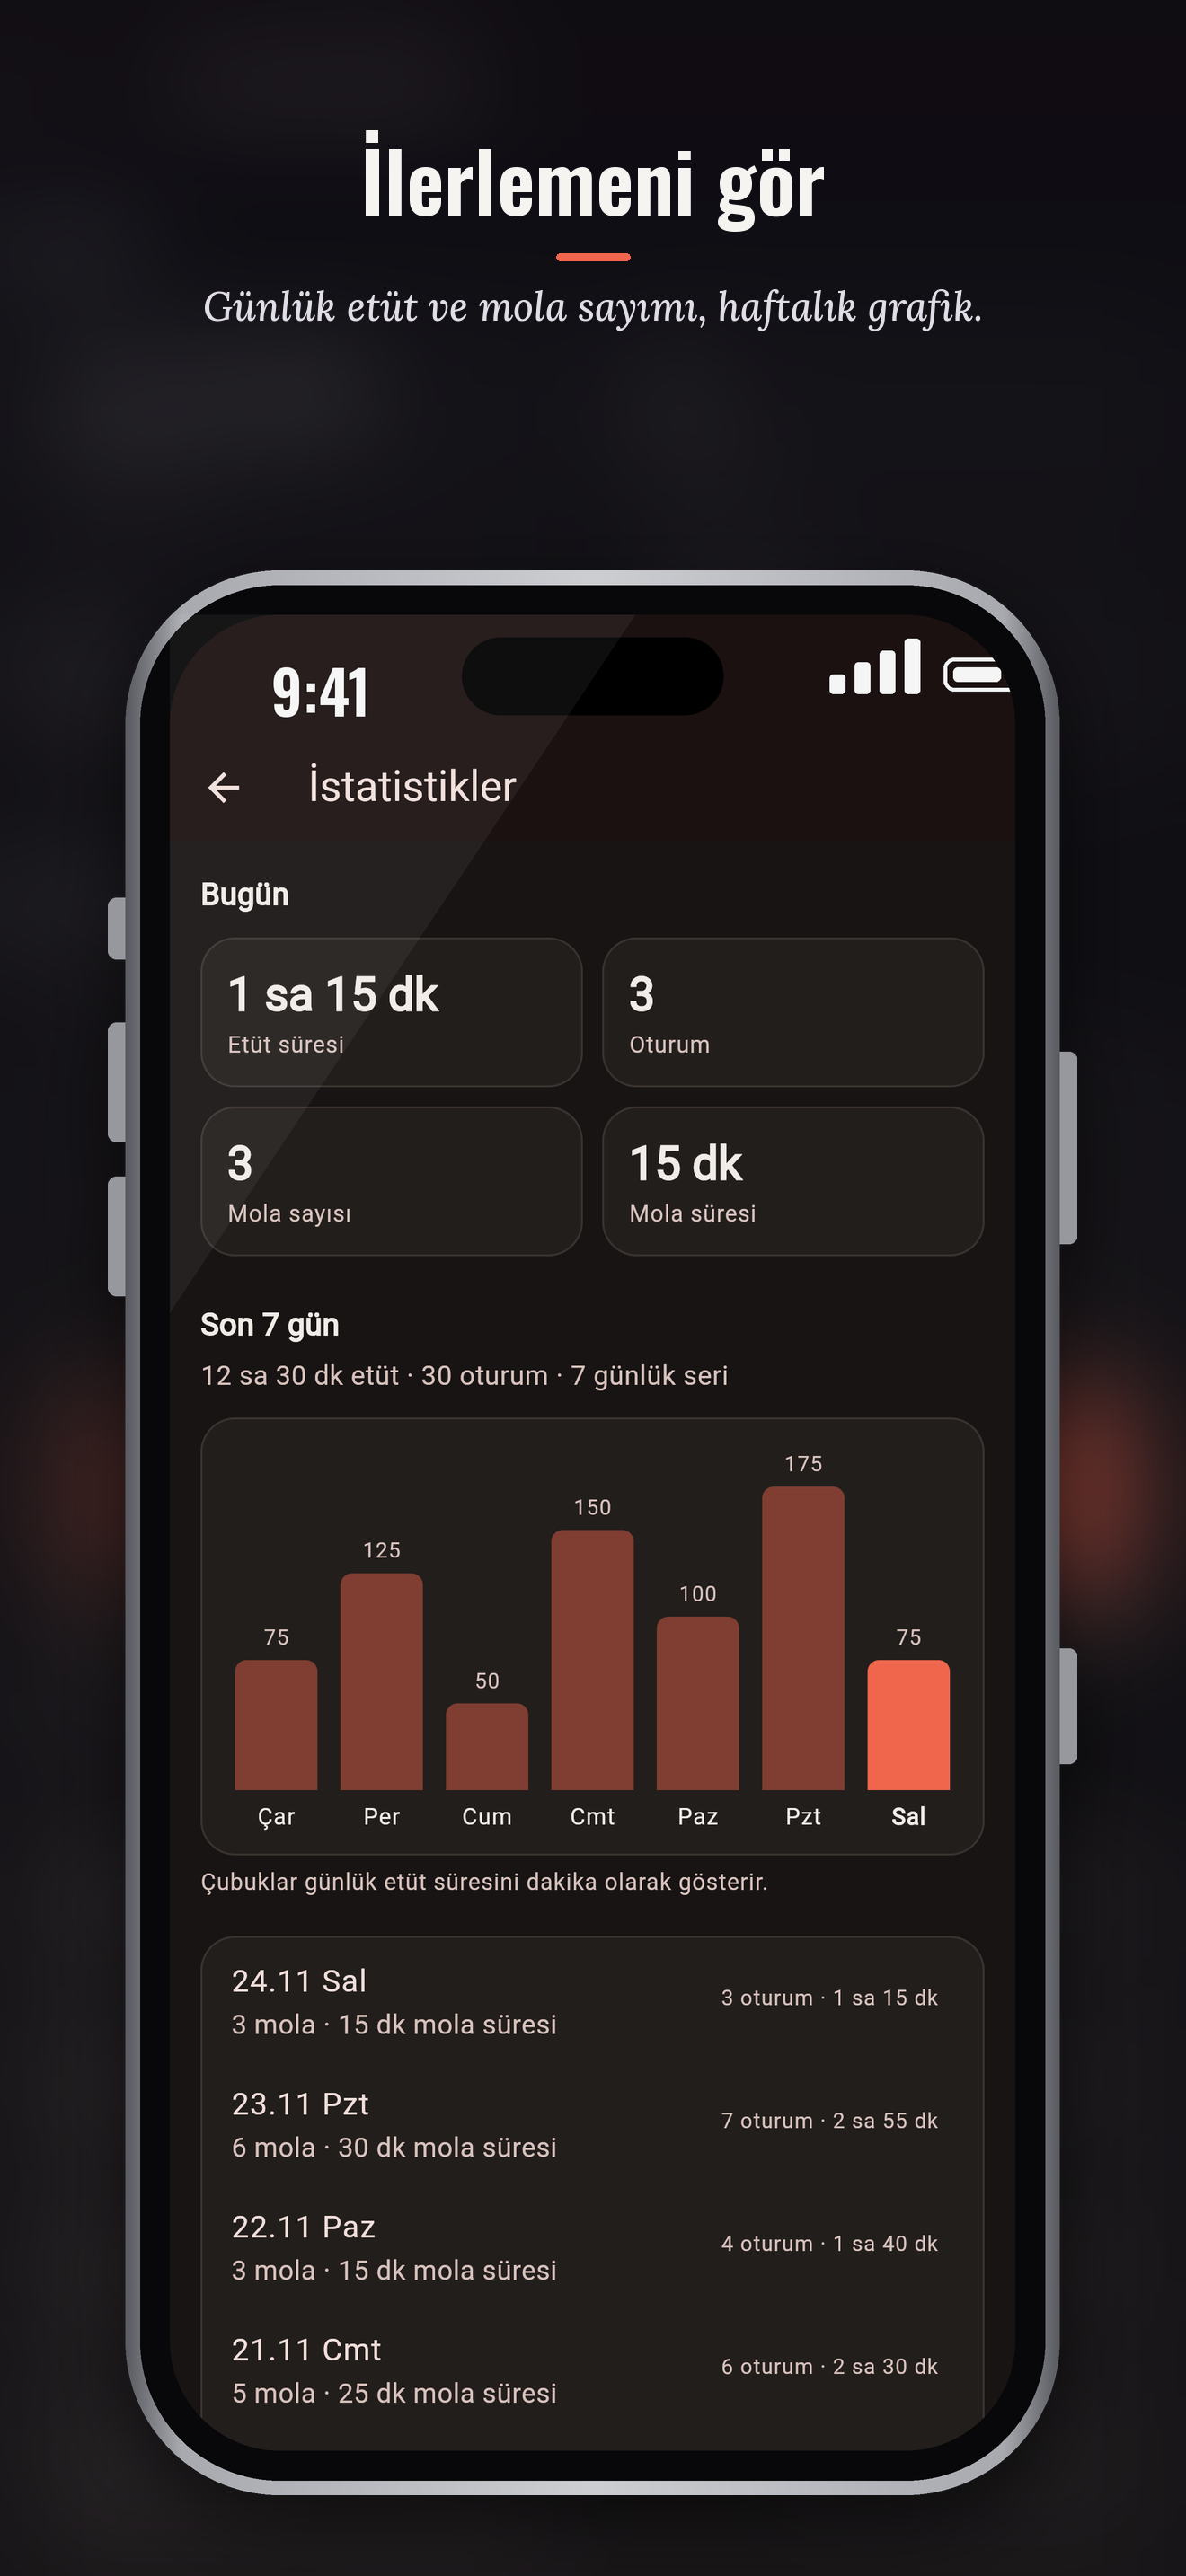 İlerlemeni gör
Günlük etüt ve mola sayımı, haftalık grafik.
9:41
İstatistikler
Bugün
1 sa 15 dk
Etüt süresi
3
Oturum
3
Mola sayısı
15 dk
Mola süresi
Son 7 gün
12 sa 30 dk etüt · 30 oturum · 7 günlük seri
75
125
50
150
100
175
75
Çar
Per
Cum
Cmt
Paz
Pzt
Sal
Çubuklar günlük etüt süresini dakika olarak gösterir.
24.11 Sal
3 mola · 15 dk mola süresi
3 oturum · 1 sa 15 dk
23.11 Pzt
6 mola · 30 dk mola süresi
7 oturum · 2 sa 55 dk
22.11 Paz
3 mola · 15 dk mola süresi
4 oturum · 1 sa 40 dk
21.11 Cmt
5 mola · 25 dk mola süresi
6 oturum · 2 sa 30 dk